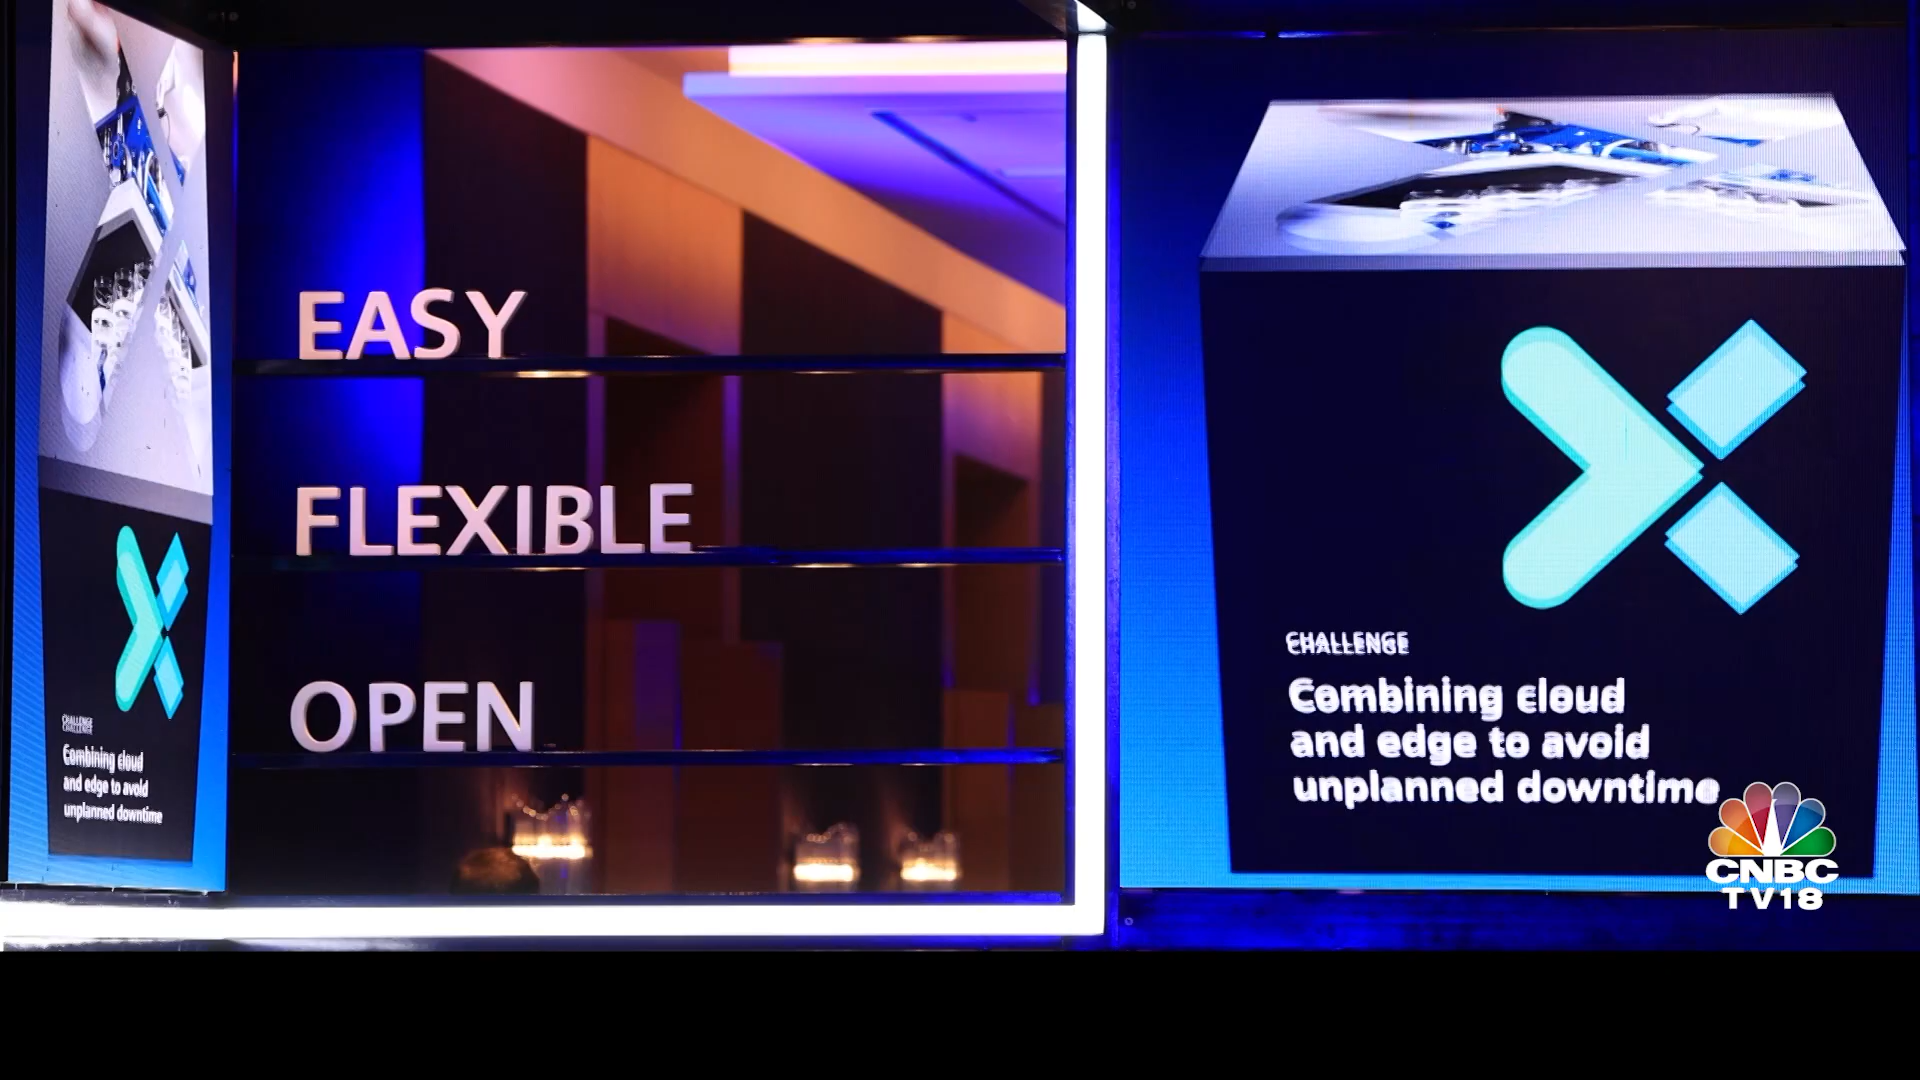 EASY
FLEXIBLE
OPEN
CHALLENGE
Combining cloud
and edge to avoid
unplanned downtime
CHALLENGE
Combining cloud
and edge to avoid
unplanned downtime
CNBC
TV18